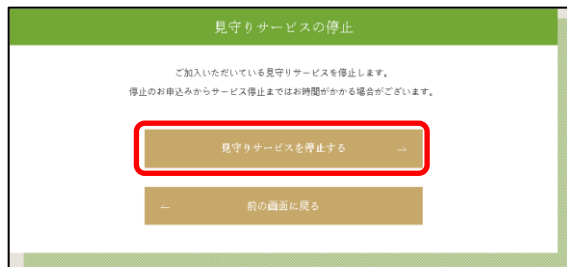 見守りサービスの停止
ご加入いただいている見守りサービスを停止します。
停止のお申込みからサービス停止まではお時間がかかる場合がございます。
見守りサービスを停止する →
← 前の画面に戻る